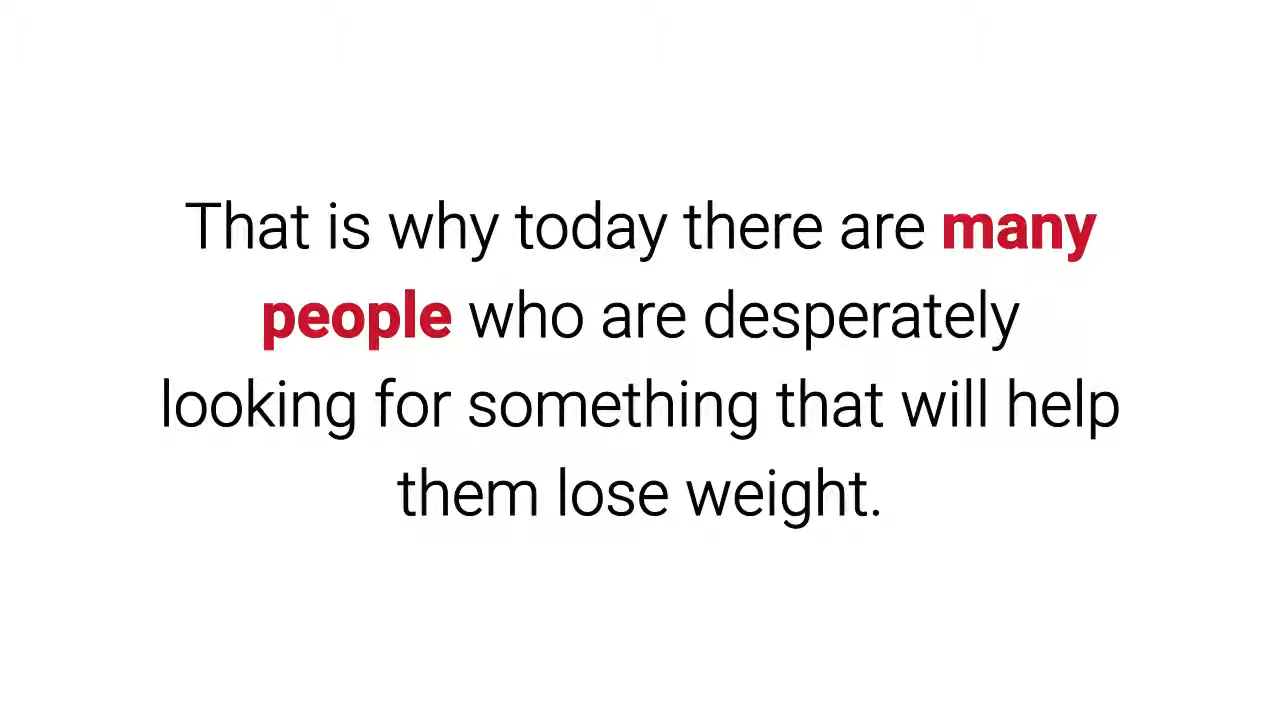 That is why today there are many
people who are desperately
looking for something that will help
them lose weight.